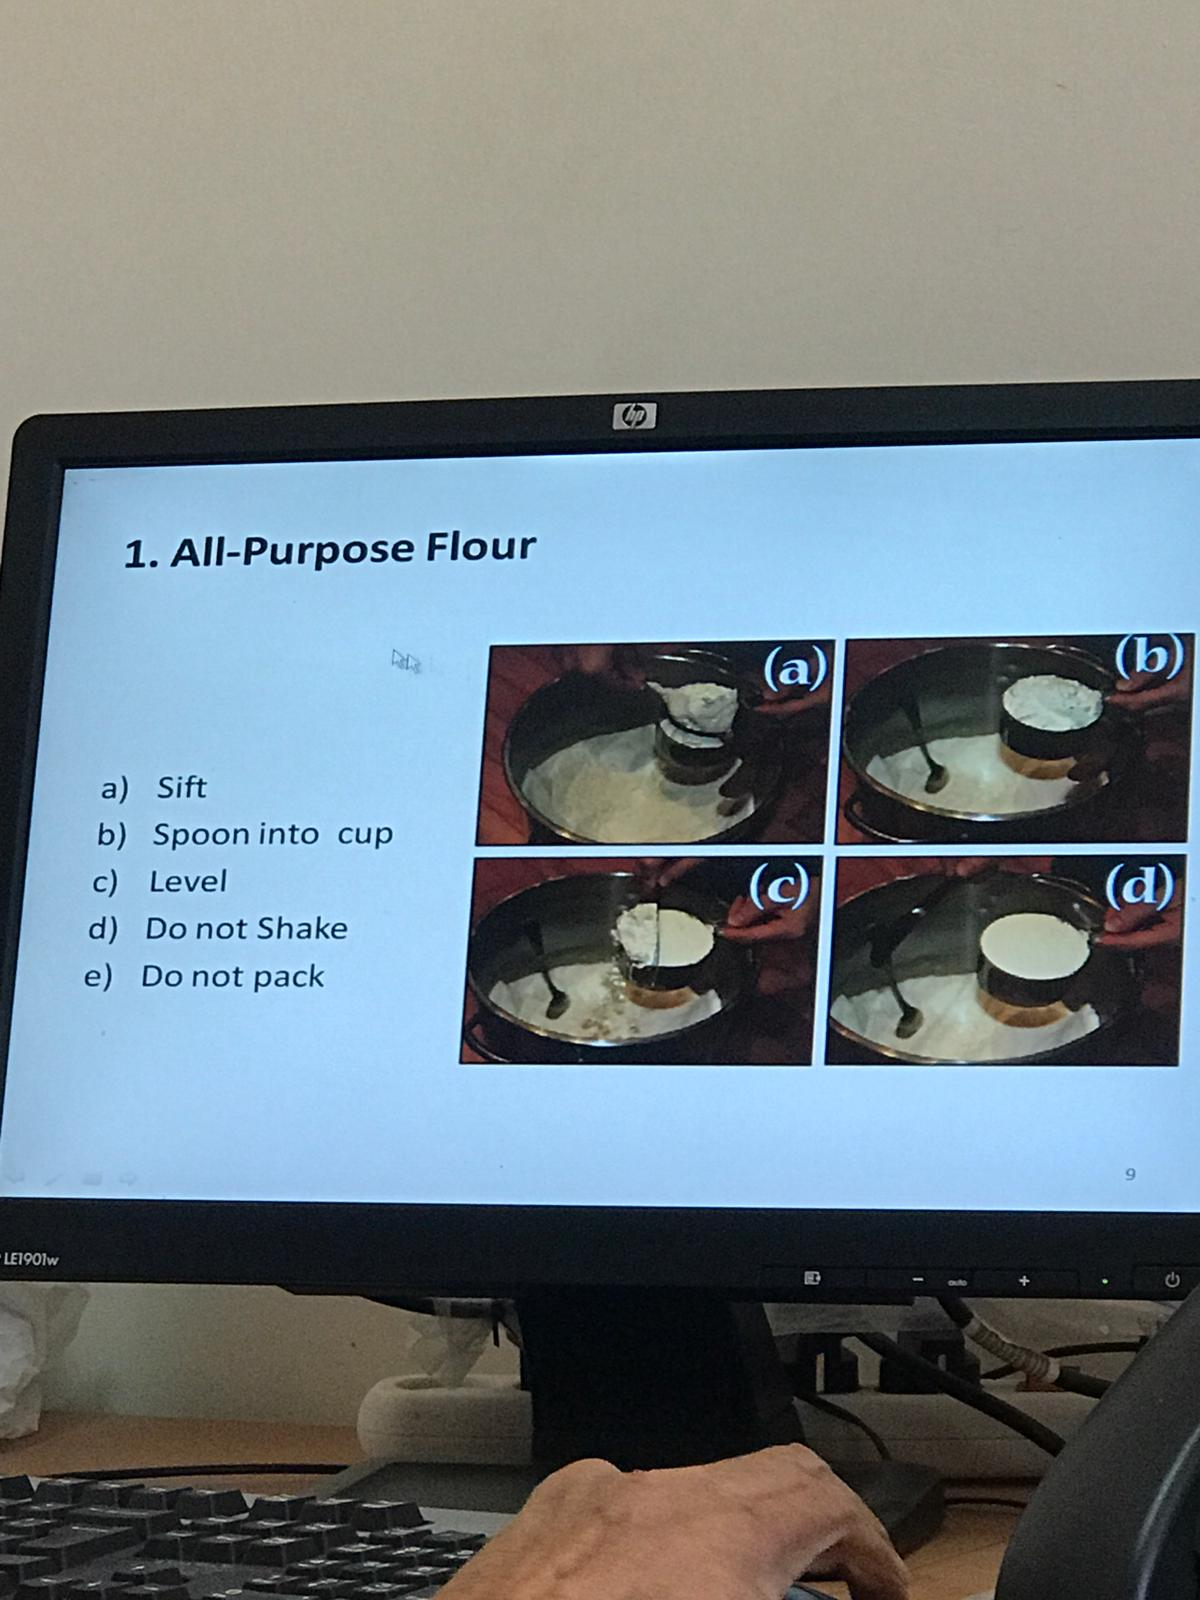 hp
1. All-Purpose Flour
a) Sift
b) Spoon into cup
c) Level
d) Do not Shake
e) Do not pack
(a)
(b)
(c)
(d)
9
LE1901w
auto